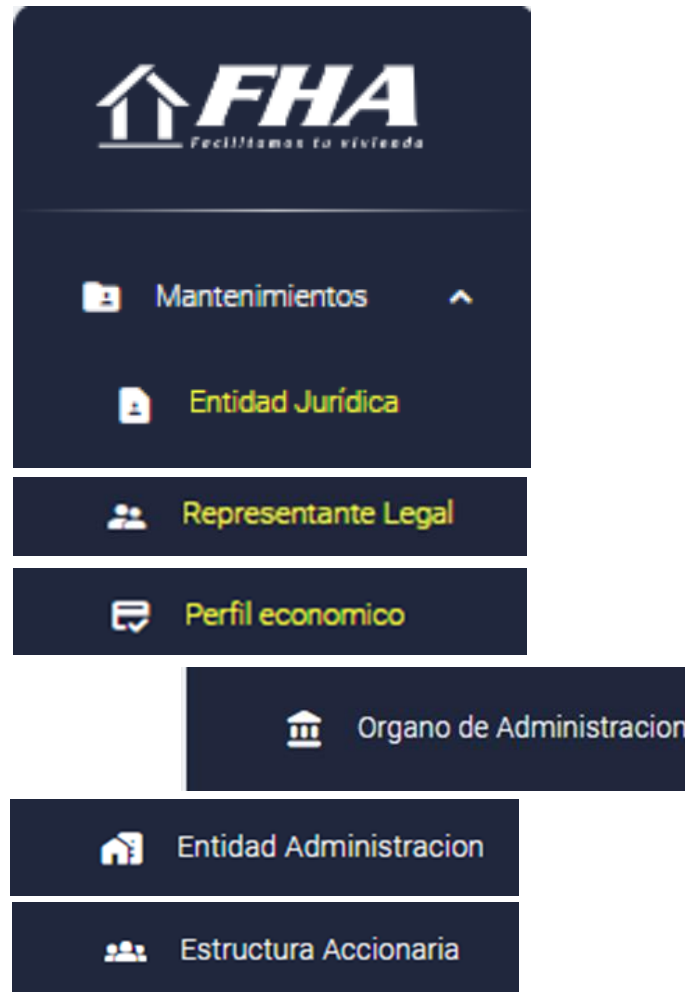 FHA
Facilitamos tu vivienda
Mantenimientos
Entidad Jurídica
Representante Legal
Perfil economico
Organo de Administracion
Entidad Administracion
Estructura Accionaria